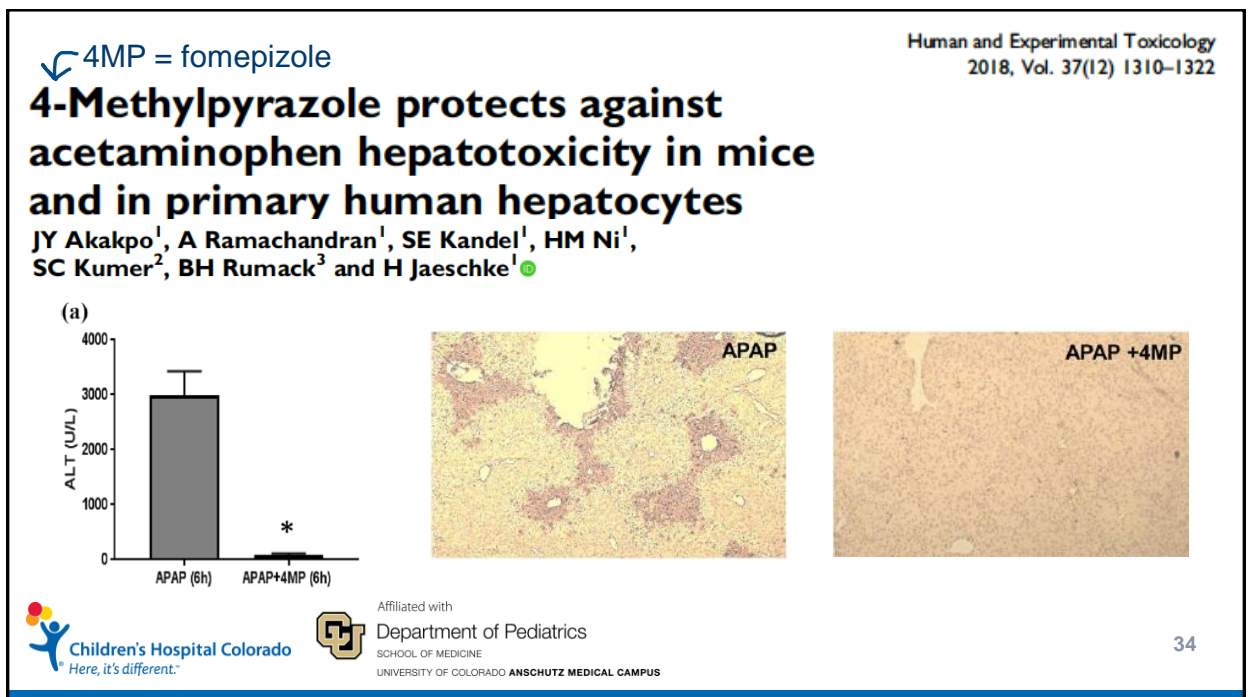 4MP = fomepizole
Human and Experimental Toxicology
2018, Vol. 37(12) 1310–1322
4-Methylpyrazole protects against
acetaminophen hepatotoxicity in mice
and in primary human hepatocytes
JY Akakpo1, A Ramachandran1, SE Kandel1, HM Ni1,
SC Kumer2, BH Rumack3 and H Jaeschke1 iD
(a)
ALT (U/L)
4000
3000
2000
1000
0
*
APAP (6h) APAP+4MP (6h)
APAP
APAP +4MP
Children's Hospital Colorado
Here, it's different.™
CU
Affiliated with
Department of Pediatrics
SCHOOL OF MEDICINE
UNIVERSITY OF COLORADO ANSCHUTZ MEDICAL CAMPUS
34